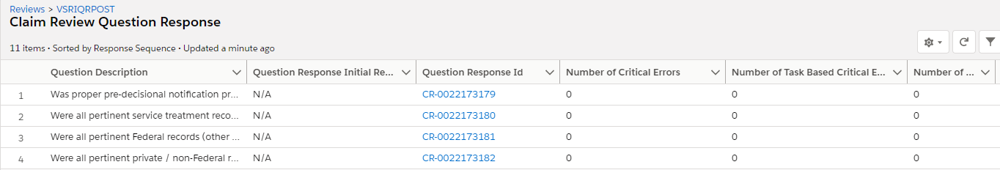 Reviews > VSRIQRPOST
Claim Review Question Response
11 items • Sorted by Response Sequence • Updated a minute ago
Question Description Question Response Initial Re... Question Response Id Number of Critical Errors Number of Task Based Critical E... Number of ...
1 Was proper pre-decisional notification pr... N/A CR-0022173179 0 0 0
2 Were all pertinent service treatment reco... N/A CR-0022173180 0 0 0
3 Were all pertinent Federal records (other ... N/A CR-0022173181 0 0 0
4 Were all pertinent private / non-Federal r... N/A CR-0022173182 0 0 0